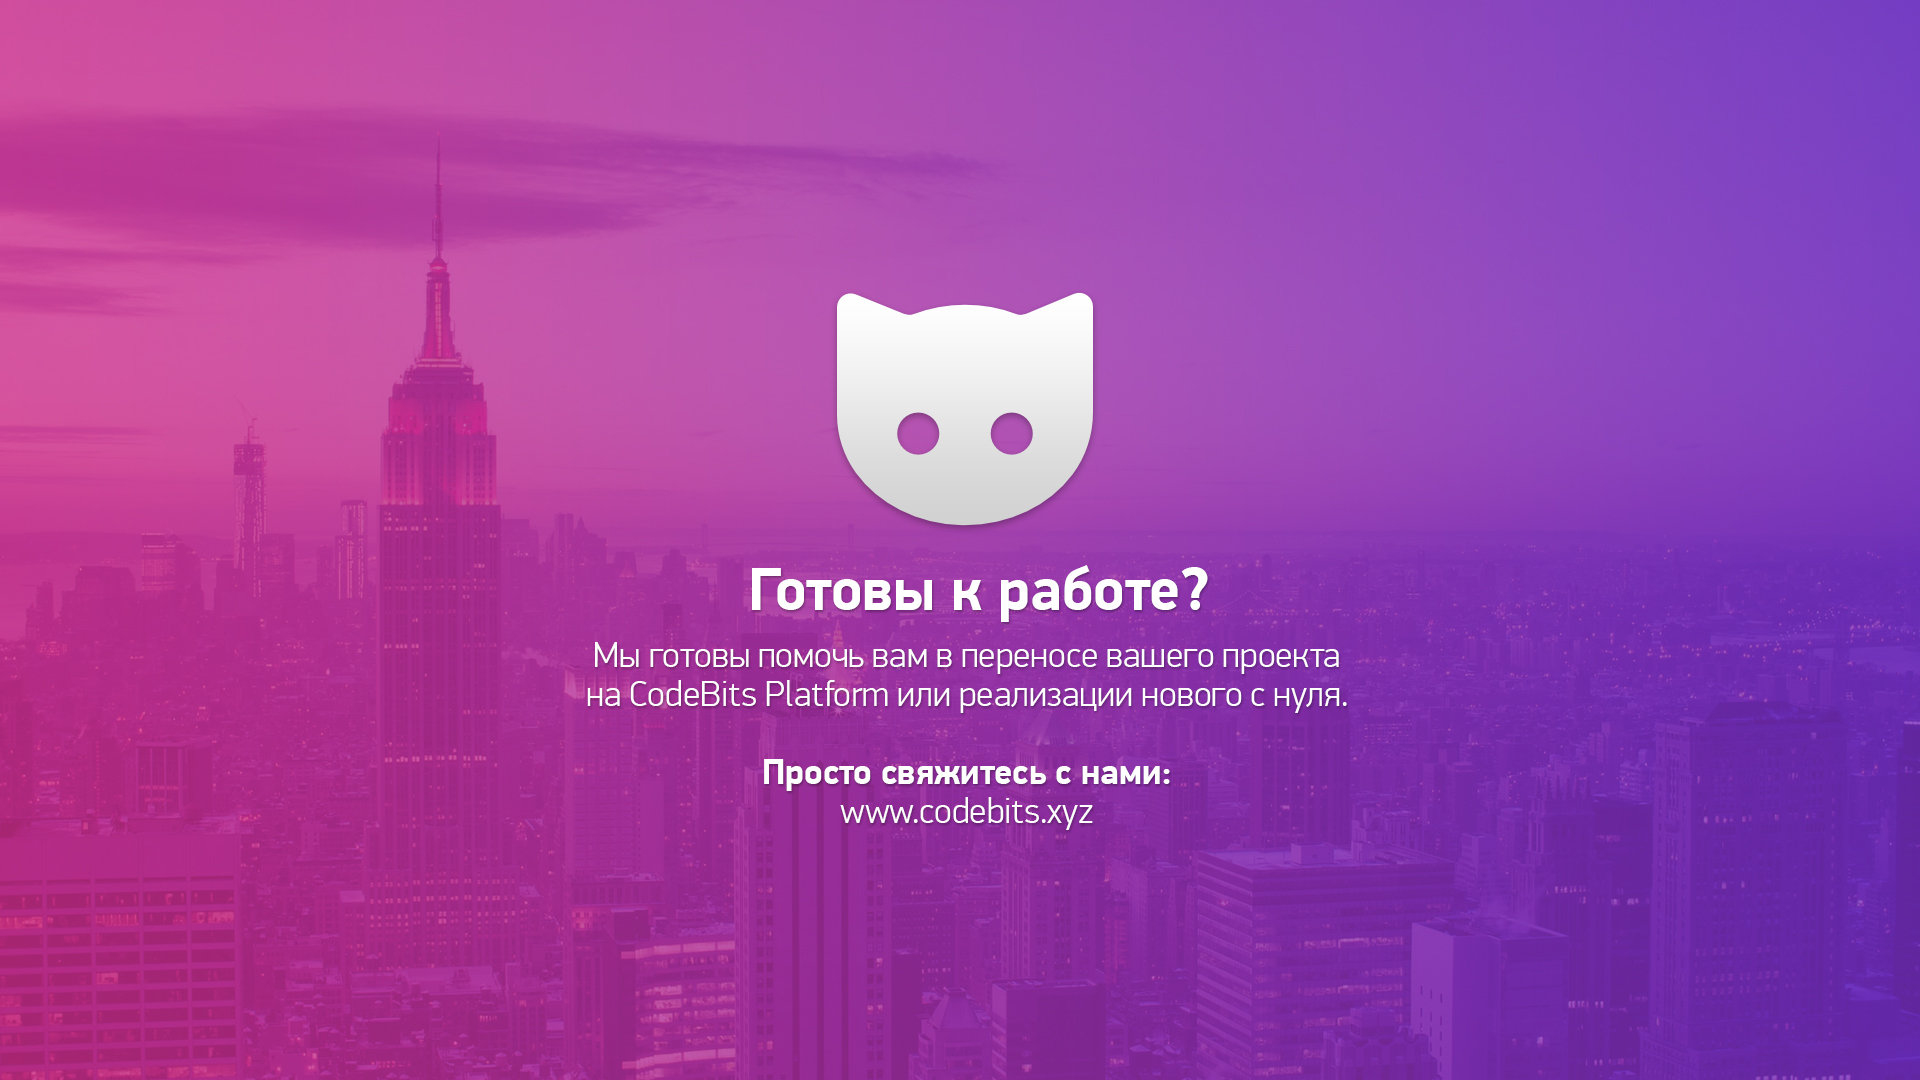 Готовы к работе?
Мы готовы помочь вам в переносе вашего проекта
на CodeBits Platform или реализации нового с нуля.
Просто свяжитесь с нами:
www.codebits.xyz